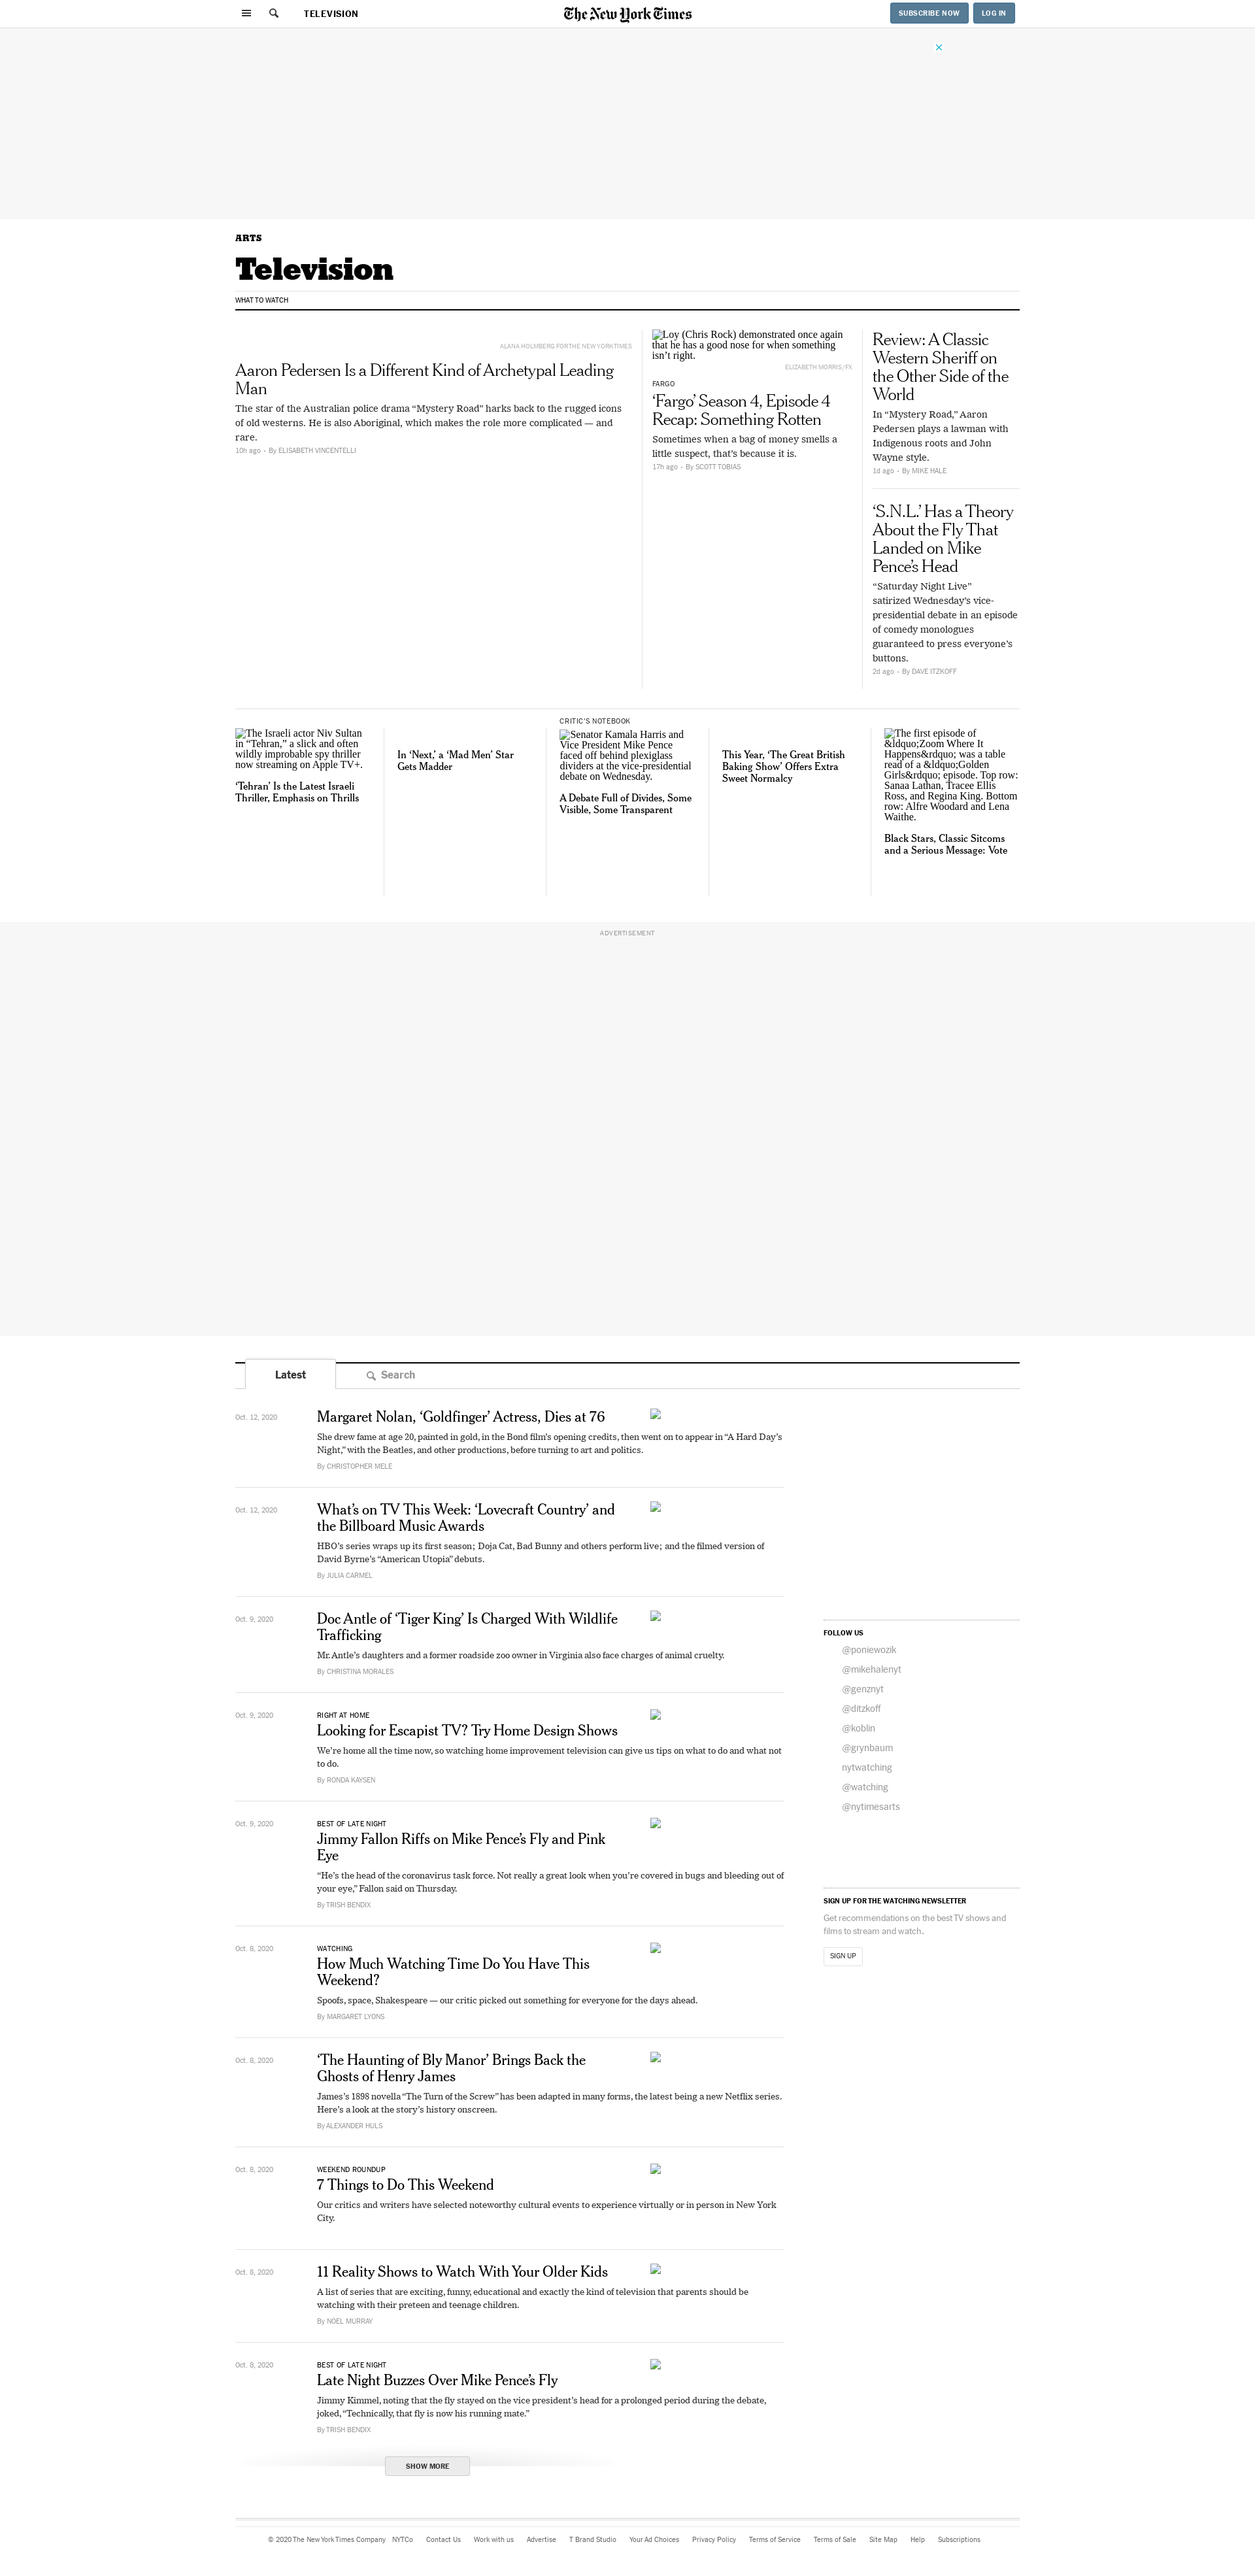 TELEVISION
The New York Times
SUBSCRIBE NOW
LOG IN
ARTS
Television
WHAT TO WATCH
ALANA HOLMBERG FOR THE NEW YORK TIMES
Aaron Pedersen Is a Different Kind of Archetypal Leading
Man
The star of the Australian police drama “Mystery Road” harks back to the rugged icons
of old westerns. He is also Aboriginal, which makes the role more complicated — and
rare.
10h ago • By ELISABETH VINCENTELLI
Loy (Chris Rock) demonstrated once again
that he has a good nose for when something
isn’t right.
ELIZABETH MORRIS/FX
FARGO
‘Fargo’ Season 4, Episode 4
Recap: Something Rotten
Sometimes when a bag of money smells a
little suspect, that’s because it is.
17h ago • By SCOTT TOBIAS
Review: A Classic
Western Sheriff on
the Other Side of the
World
In “Mystery Road,” Aaron
Pedersen plays a lawman with
Indigenous roots and John
Wayne style.
1d ago • By MIKE HALE
‘S.N.L.’ Has a Theory
About the Fly That
Landed on Mike
Pence’s Head
“Saturday Night Live”
satirized Wednesday’s vice-
presidential debate in an episode
of comedy monologues
guaranteed to press everyone’s
buttons.
2d ago • By DAVE ITZKOFF
The Israeli actor Niv Sultan
in “Tehran,” a slick and often
wildly improbable spy thriller
now streaming on Apple TV+.
‘Tehran’ Is the Latest Israeli
Thriller, Emphasis on Thrills
In ‘Next,’ a ‘Mad Men’ Star
Gets Madder
CRITIC’S NOTEBOOK
Senator Kamala Harris and
Vice President Mike Pence
faced off behind plexiglass
dividers at the vice-presidential
debate on Wednesday.
A Debate Full of Divides, Some
Visible, Some Transparent
This Year, ‘The Great British
Baking Show’ Offers Extra
Sweet Normalcy
The first episode of
&ldquo;Zoom Where It
Happens&rdquo; was a table
read of a &ldquo;Golden
Girls&rdquo; episode. Top row:
Sanaa Lathan, Tracee Ellis
Ross, and Regina King. Bottom
row: Alfre Woodard and Lena
Waithe.
Black Stars, Classic Sitcoms
and a Serious Message: Vote
ADVERTISEMENT
Latest
Search
Oct. 12, 2020
Margaret Nolan, ‘Goldfinger’ Actress, Dies at 76
She drew fame at age 20, painted in gold, in the Bond film’s opening credits, then went on to appear in “A Hard Day’s
Night,” with the Beatles, and other productions, before turning to art and politics.
By CHRISTOPHER MELE
Oct. 12, 2020
What’s on TV This Week: ‘Lovecraft Country’ and
the Billboard Music Awards
HBO’s series wraps up its first season; Doja Cat, Bad Bunny and others perform live; and the filmed version of
David Byrne’s “American Utopia” debuts.
By JULIA CARMEL
Oct. 9, 2020
Doc Antle of ‘Tiger King’ Is Charged With Wildlife
Trafficking
Mr. Antle’s daughters and a former roadside zoo owner in Virginia also face charges of animal cruelty.
By CHRISTINA MORALES
Oct. 9, 2020
RIGHT AT HOME
Looking for Escapist TV? Try Home Design Shows
We’re home all the time now, so watching home improvement television can give us tips on what to do and what not
to do.
By RONDA KAYSEN
Oct. 9, 2020
BEST OF LATE NIGHT
Jimmy Fallon Riffs on Mike Pence’s Fly and Pink
Eye
“He’s the head of the coronavirus task force. Not really a great look when you’re covered in bugs and bleeding out of
your eye,” Fallon said on Thursday.
By TRISH BENDIX
Oct. 8, 2020
WATCHING
How Much Watching Time Do You Have This
Weekend?
Spoofs, space, Shakespeare — our critic picked out something for everyone for the days ahead.
By MARGARET LYONS
Oct. 8, 2020
‘The Haunting of Bly Manor’ Brings Back the
Ghosts of Henry James
James’s 1898 novella “The Turn of the Screw” has been adapted in many forms, the latest being a new Netflix series.
Here’s a look at the story’s history onscreen.
By ALEXANDER HULS
Oct. 8, 2020
WEEKEND ROUNDUP
7 Things to Do This Weekend
Our critics and writers have selected noteworthy cultural events to experience virtually or in person in New York
City.
Oct. 8, 2020
11 Reality Shows to Watch With Your Older Kids
A list of series that are exciting, funny, educational and exactly the kind of television that parents should be
watching with their preteen and teenage children.
By NOEL MURRAY
Oct. 8, 2020
BEST OF LATE NIGHT
Late Night Buzzes Over Mike Pence’s Fly
Jimmy Kimmel, noting that the fly stayed on the vice president’s head for a prolonged period during the debate,
joked, “Technically, that fly is now his running mate.”
By TRISH BENDIX
SHOW MORE
FOLLOW US
@poniewozik
@mikehalenyt
@genznyt
@ditzkoff
@koblin
@grynbaum
nytwatching
@watching
@nytimesarts
SIGN UP FOR THE WATCHING NEWSLETTER
Get recommendations on the best TV shows and
films to stream and watch.
SIGN UP
© 2020 The New York Times Company NYTCo Contact Us Work with us Advertise T Brand Studio Your Ad Choices Privacy Policy Terms of Service Terms of Sale Site Map Help Subscriptions